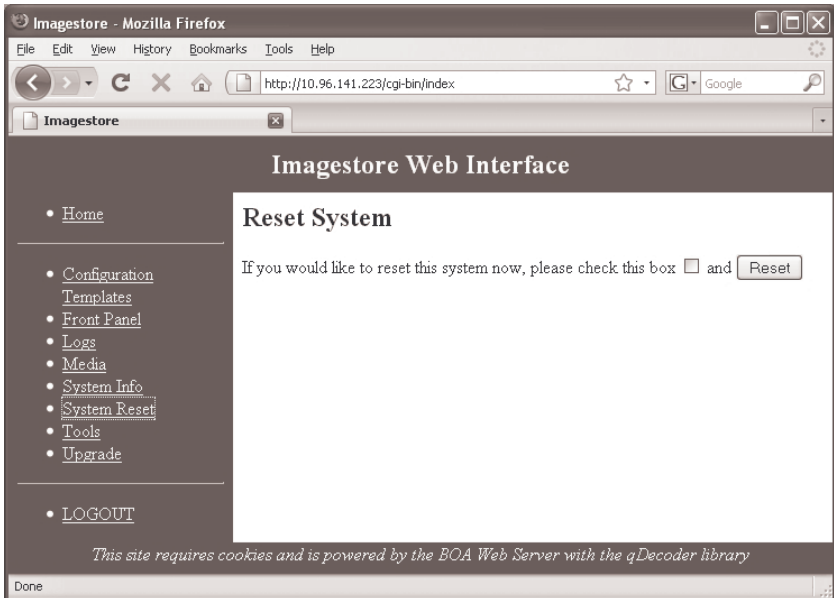 Imagestore - Mozilla Firefox
File Edit View History Bookmarks Tools Help
http://10.96.141.223/cgi-bin/index
G Google
Imagestore
Imagestore Web Interface
Home
Configuration
Templates
Front Panel
Logs
Media
System Info
System Reset
Tools
Upgrade
LOGOUT
Reset System
If you would like to reset this system now, please check this box and Reset
This site requires cookies and is powered by the BOA Web Server with the qDecoder library
Done